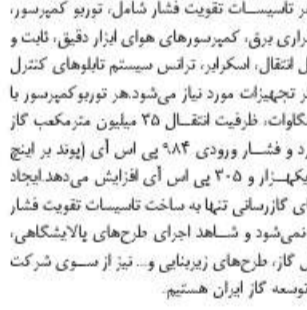 ر تاسیسات تقویت فشار شامل، توربو کمپرسور،
راری برق، کمپرسورهای هوای ابزار دقیق، ثابت و
ل انتقال، اسکرابر، ترانس سیستم تابلوهای کنترل
ر تجهیزات مورد نیاز می‌شود.هر توربو کمپرسور با
گاوات، ظرفیت انتقال ۳۵ میلیون مترمکعب گاز
رد و فشار ورودی ۹۸۴ پی اس آی (پوند بر اینچ
یکهزار و ۳۰۵ پی اس آی افزایش می‌دهد.ایجاد
ی گازرسانی تنها به ساخت تاسیسات تقویت فشار
نمی‌شود و شاهد اجرای طرح‌های پالایشگاهی،
ل گاز، طرح‌های زیربنایی و... نیز از سوی شرکت
توسعه گاز ایران هستیم.